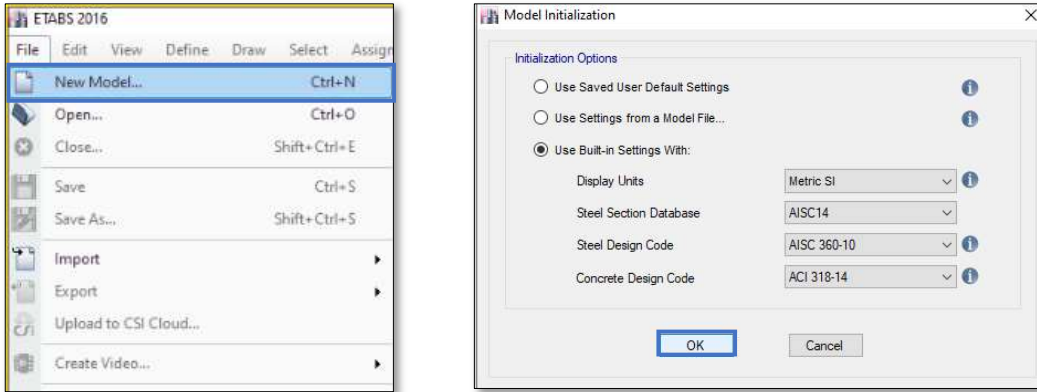 ETABS 2016
File Edit View Define Draw Select Assign
New Model... Ctrl+N
Open... Ctrl+O
Close... Shift+Ctrl+E
Save Ctrl+S
Save As... Shift+Ctrl+S
Import
Export
Upload to CSI Cloud...
Create Video...
Model Initialization
Initialization Options
Use Saved User Default Settings
Use Settings from a Model File...
Use Built-in Settings With:
Display Units Metric SI
Steel Section Database AISC14
Steel Design Code AISC 360-10
Concrete Design Code ACI 318-14
OK Cancel